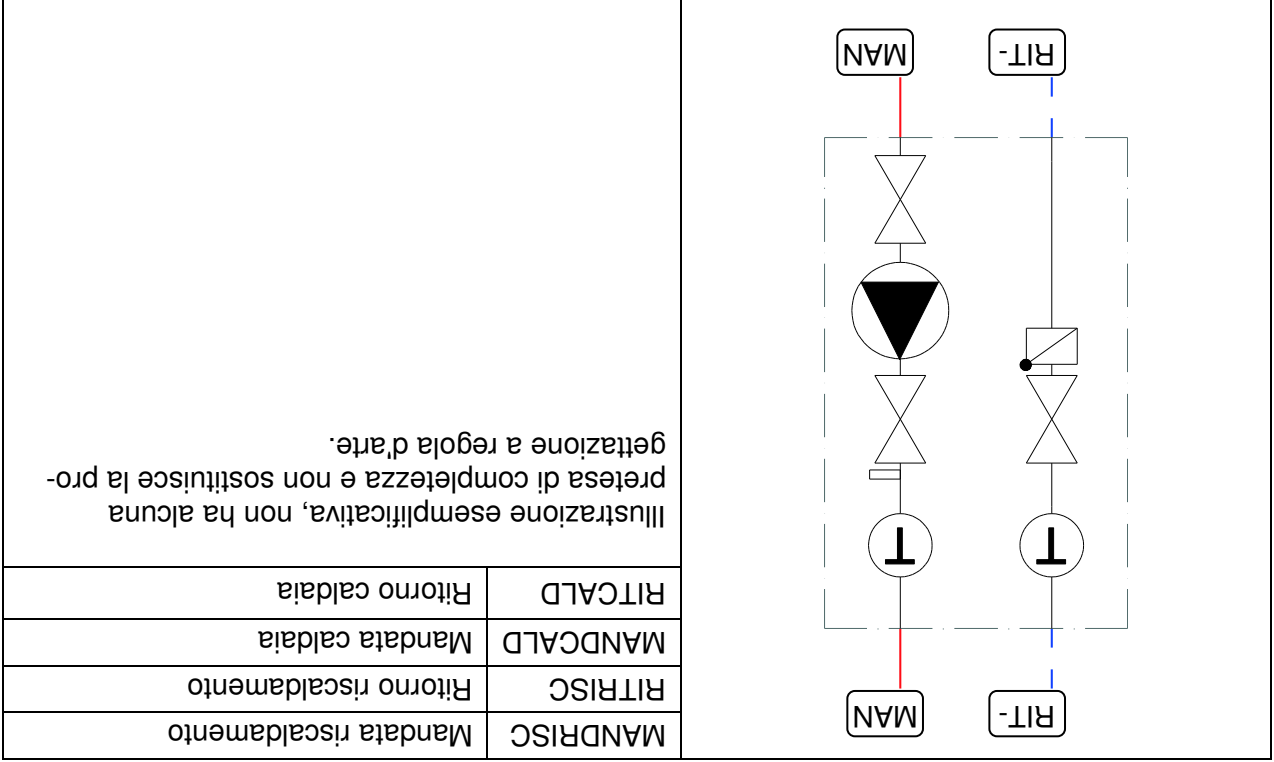 RIT-
MAN
T
T
RIT-
MAN
MANDRISC Mandata riscaldamento
RITRISC Ritorno riscaldamento
MANDCALD Mandata caldaia
RITCALD Ritorno caldaia
Illustrazione esemplificativa, non ha alcuna
pretesa di completezza e non sostituisce la pro-
gettazione a regola d'arte.